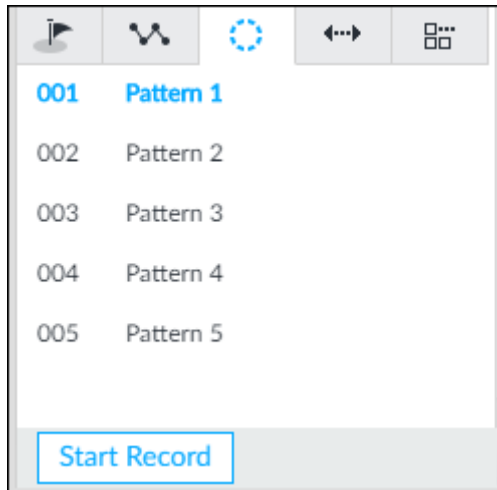 001 Pattern 1
002 Pattern 2
003 Pattern 3
004 Pattern 4
005 Pattern 5
Start Record